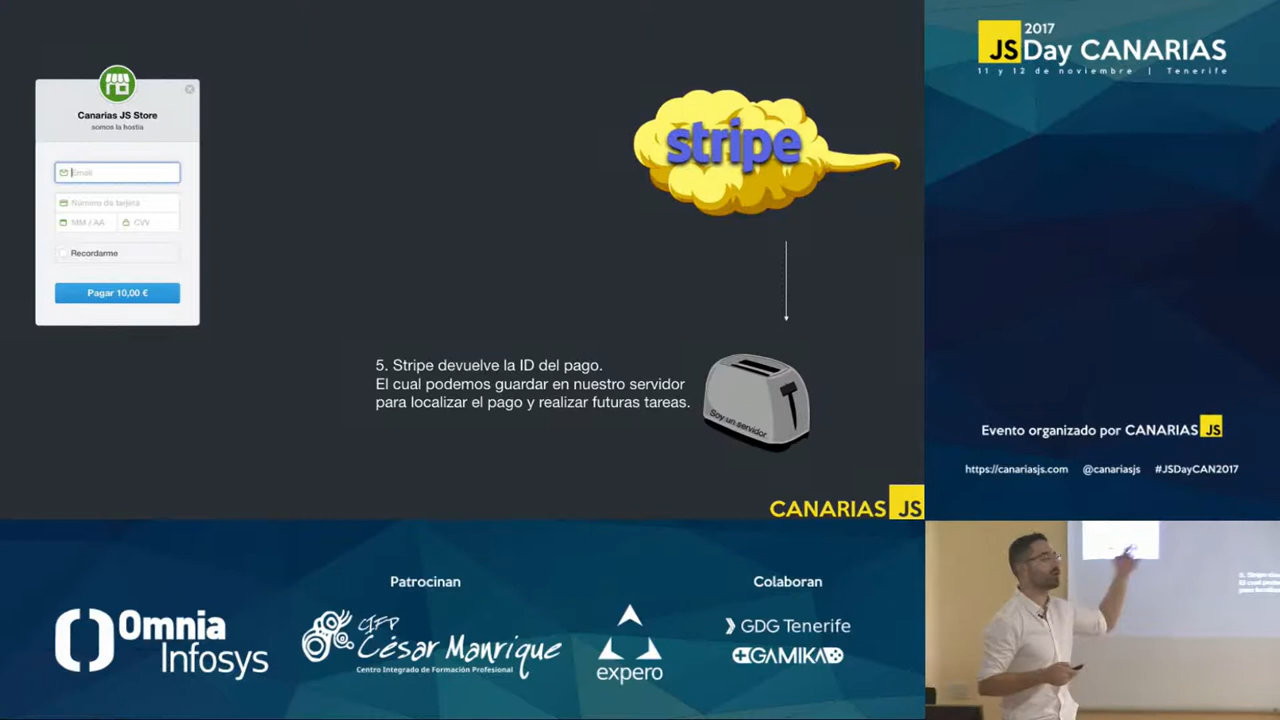 Canarias JS Store
somos la hostia
Email
Número de tarjeta
MM / AA
CVV
Recordarme
Pagar 10,00 €
stripe
5. Stripe devuelve la ID del pago.
El cual podemos guardar en nuestro servidor
para localizar el pago y realizar futuras tareas.
Soy un servidor
CANARIAS JS
2017
JS Day CANARIAS
11 y 12 de noviembre | Tenerife
Evento organizado por CANARIAS JS
https://canariasjs.com @canariasjs #JSDayCAN2017
Patrocinan
Omnia
Infosys
CIFP
César Manrique
Centro Integrado de Formación Profesional
expero
Colaboran
GDG Tenerife
GAMIKA